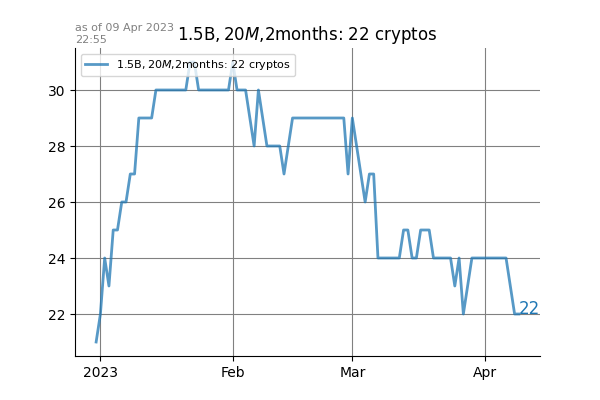 as of 09 Apr 2023
22:55
1.5B, 20M,2months: 22 cryptos
1.5B, 20M,2months: 22 cryptos
30
28
26
24
22
22
2023
Feb
Mar
Apr